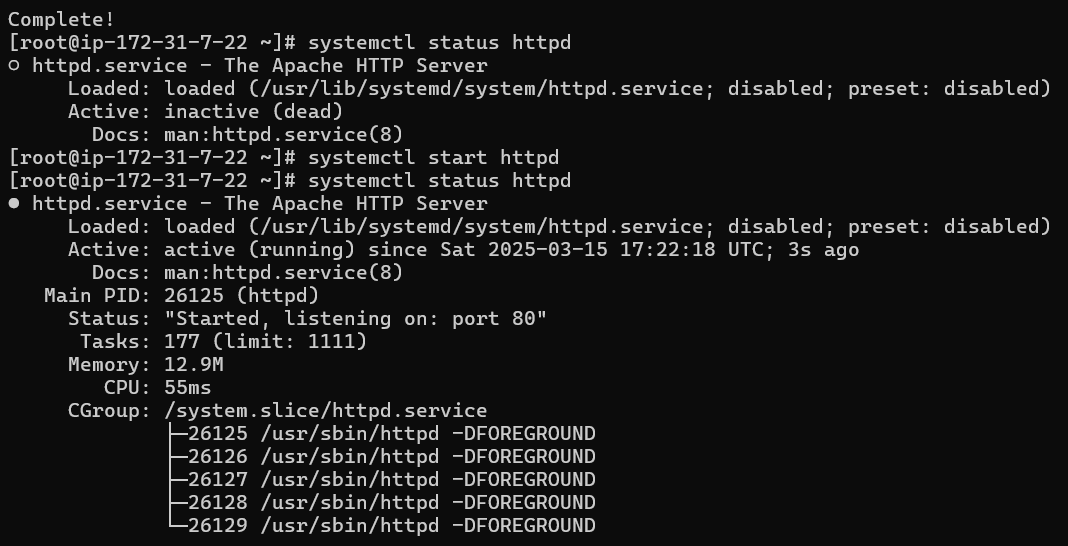 Complete!
[root@ip-172-31-7-22 ~]# systemctl status httpd
○ httpd.service - The Apache HTTP Server
     Loaded: loaded (/usr/lib/systemd/system/httpd.service; disabled; preset: disabled)
     Active: inactive (dead)
       Docs: man:httpd.service(8)
[root@ip-172-31-7-22 ~]# systemctl start httpd
[root@ip-172-31-7-22 ~]# systemctl status httpd
● httpd.service - The Apache HTTP Server
     Loaded: loaded (/usr/lib/systemd/system/httpd.service; disabled; preset: disabled)
     Active: active (running) since Sat 2025-03-15 17:22:18 UTC; 3s ago
       Docs: man:httpd.service(8)
   Main PID: 26125 (httpd)
     Status: "Started, listening on: port 80"
      Tasks: 177 (limit: 1111)
     Memory: 12.9M
        CPU: 55ms
     CGroup: /system.slice/httpd.service
             ├─26125 /usr/sbin/httpd -DFOREGROUND
             ├─26126 /usr/sbin/httpd -DFOREGROUND
             ├─26127 /usr/sbin/httpd -DFOREGROUND
             ├─26128 /usr/sbin/httpd -DFOREGROUND
             └─26129 /usr/sbin/httpd -DFOREGROUND